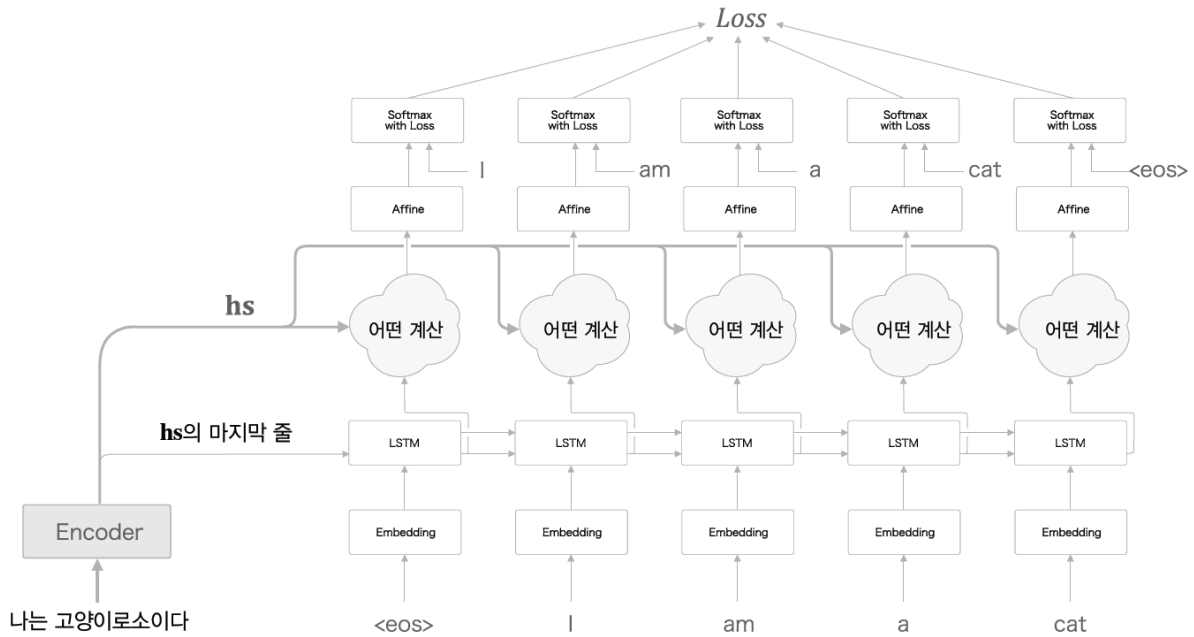 Loss
Softmax
with Loss
Softmax
with Loss
Softmax
with Loss
Softmax
with Loss
Softmax
with Loss
I
am
a
cat
<eos>
Affine
Affine
Affine
Affine
Affine
hs
어떤 계산
어떤 계산
어떤 계산
어떤 계산
어떤 계산
hs의 마지막 줄
LSTM
LSTM
LSTM
LSTM
LSTM
Encoder
Embedding
Embedding
Embedding
Embedding
Embedding
나는 고양이로소이다
<eos>
I
am
a
cat